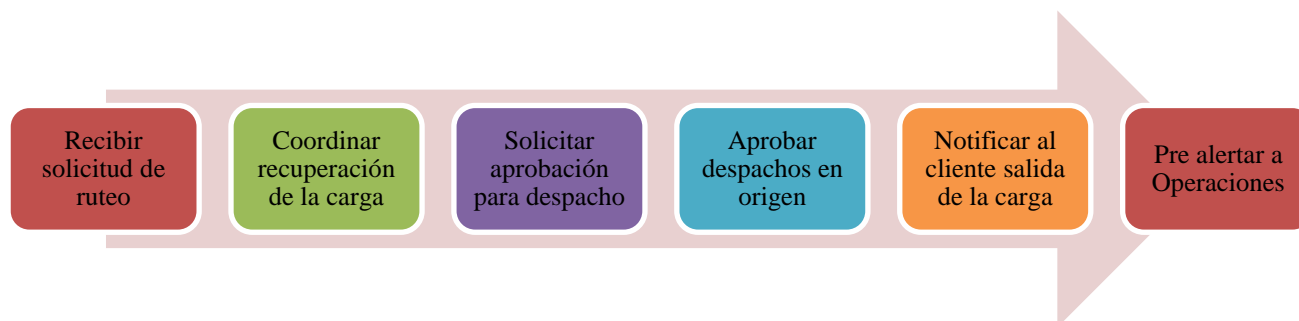 Recibir
solicitud de
ruteo
Coordinar
recuperación
de la carga
Solicitar
aprobación
para despacho
Aprobar
despachos en
origen
Notificar al
cliente salida
de la carga
Pre alertar a
Operaciones